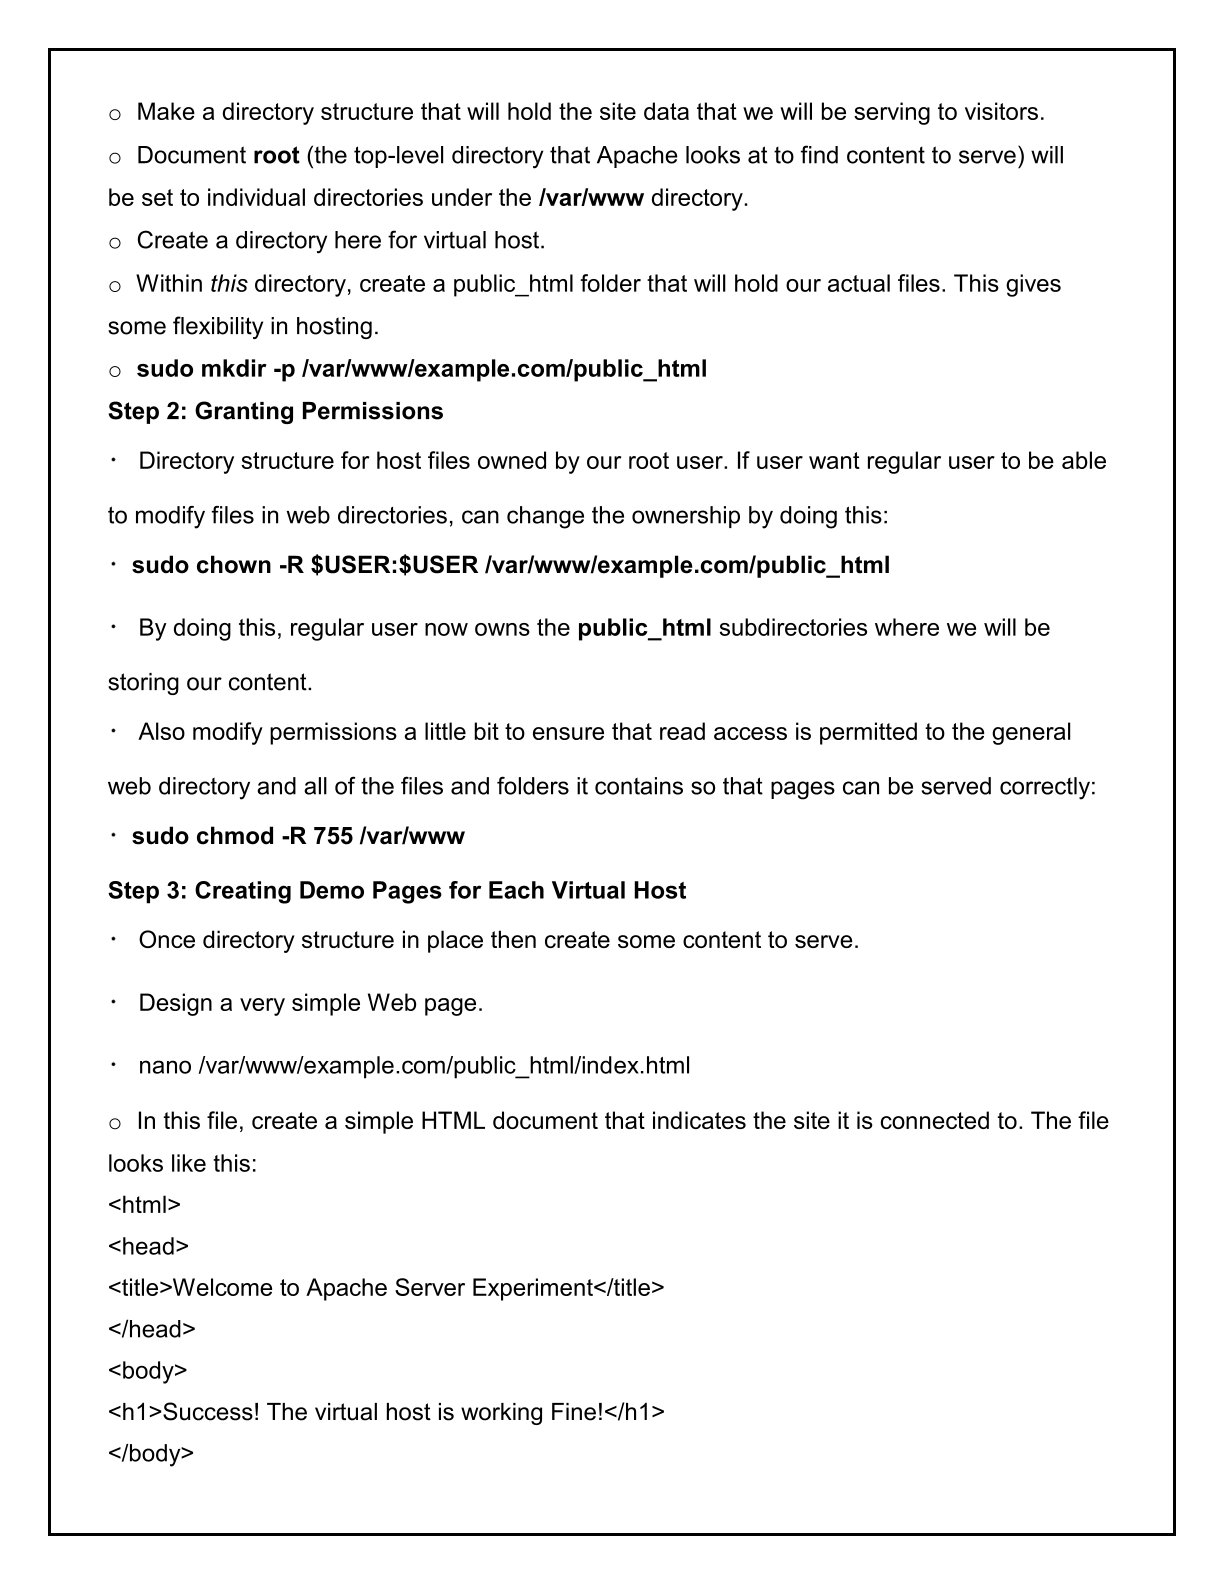 o Make a directory structure that will hold the site data that we will be serving to visitors.
o Document root (the top-level directory that Apache looks at to find content to serve) will
be set to individual directories under the /var/www directory.
o Create a directory here for virtual host.
o Within this directory, create a public_html folder that will hold our actual files. This gives
some flexibility in hosting.
o sudo mkdir -p /var/www/example.com/public_html
Step 2: Granting Permissions
· Directory structure for host files owned by our root user. If user want regular user to be able
to modify files in web directories, can change the ownership by doing this:
· sudo chown -R $USER:$USER /var/www/example.com/public_html
· By doing this, regular user now owns the public_html subdirectories where we will be
storing our content.
· Also modify permissions a little bit to ensure that read access is permitted to the general
web directory and all of the files and folders it contains so that pages can be served correctly:
· sudo chmod -R 755 /var/www
Step 3: Creating Demo Pages for Each Virtual Host
· Once directory structure in place then create some content to serve.
· Design a very simple Web page.
· nano /var/www/example.com/public_html/index.html
o In this file, create a simple HTML document that indicates the site it is connected to. The file
looks like this:
<html>
<head>
<title>Welcome to Apache Server Experiment</title>
</head>
<body>
<h1>Success! The virtual host is working Fine!</h1>
</body>